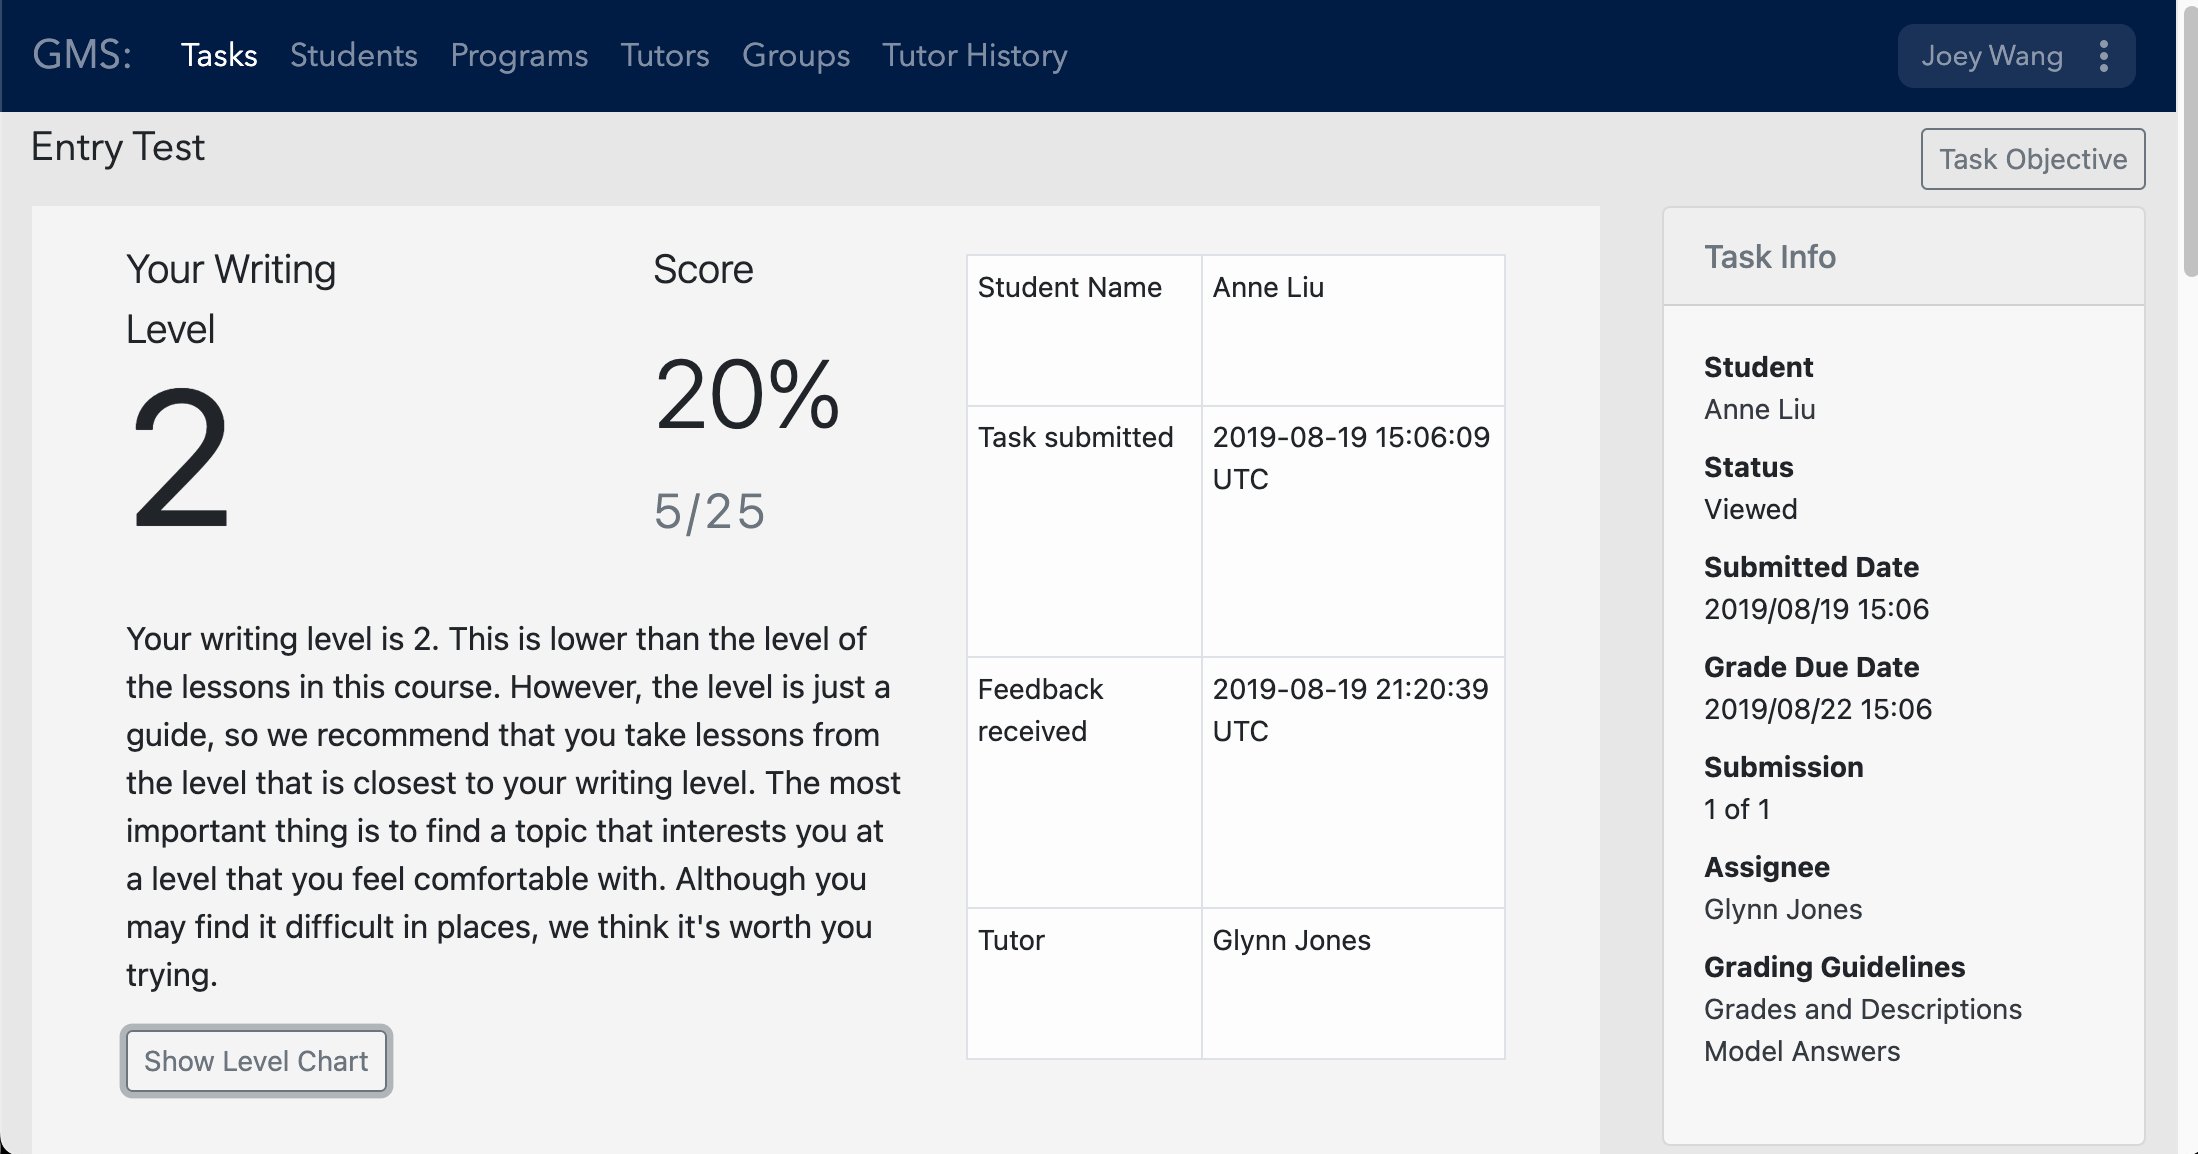 GMS: Tasks Students Programs Tutors Groups Tutor History Joey Wang
Entry Test
Task Objective
Your Writing
Level
2
Score
20%
5/25
Your writing level is 2. This is lower than the level of
the lessons in this course. However, the level is just a
guide, so we recommend that you take lessons from
the level that is closest to your writing level. The most
important thing is to find a topic that interests you at
a level that you feel comfortable with. Although you
may find it difficult in places, we think it's worth you
trying.
Show Level Chart
Student Name Anne Liu
Task submitted 2019-08-19 15:06:09
UTC
Feedback 2019-08-19 21:20:39
received UTC
Tutor Glynn Jones
Task Info
Student
Anne Liu
Status
Viewed
Submitted Date
2019/08/19 15:06
Grade Due Date
2019/08/22 15:06
Submission
1 of 1
Assignee
Glynn Jones
Grading Guidelines
Grades and Descriptions
Model Answers